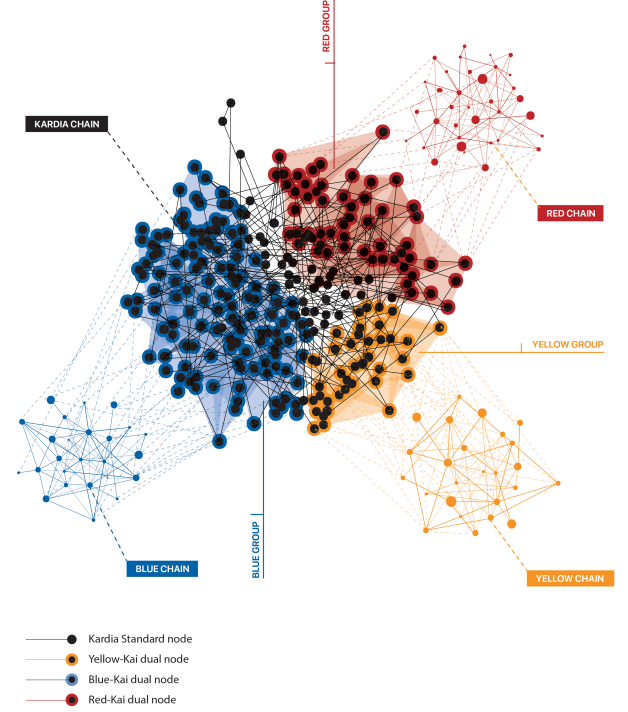 RED GROUP
KARDIA CHAIN
RED CHAIN
YELLOW GROUP
BLUE GROUP
BLUE CHAIN
YELLOW CHAIN
Kardia Standard node
Yellow-Kai dual node
Blue-Kai dual node
Red-Kai dual node